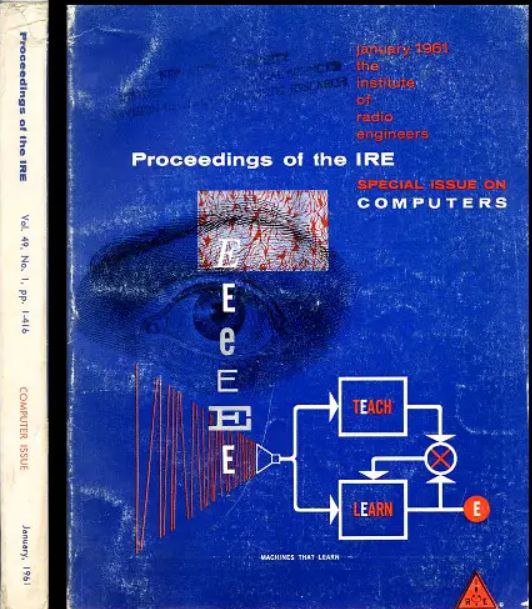 Proceedings of the IRE
Vol. 49, No. 1, pp. 1-416
COMPUTER ISSUE
January, 1961
january 1961
the
institute
of
radio
engineers
Proceedings of the IRE
SPECIAL ISSUE ON
COMPUTERS
E
E
e
E
E
E
TEACH
LEARN
E
MACHINES THAT LEARN
I R E